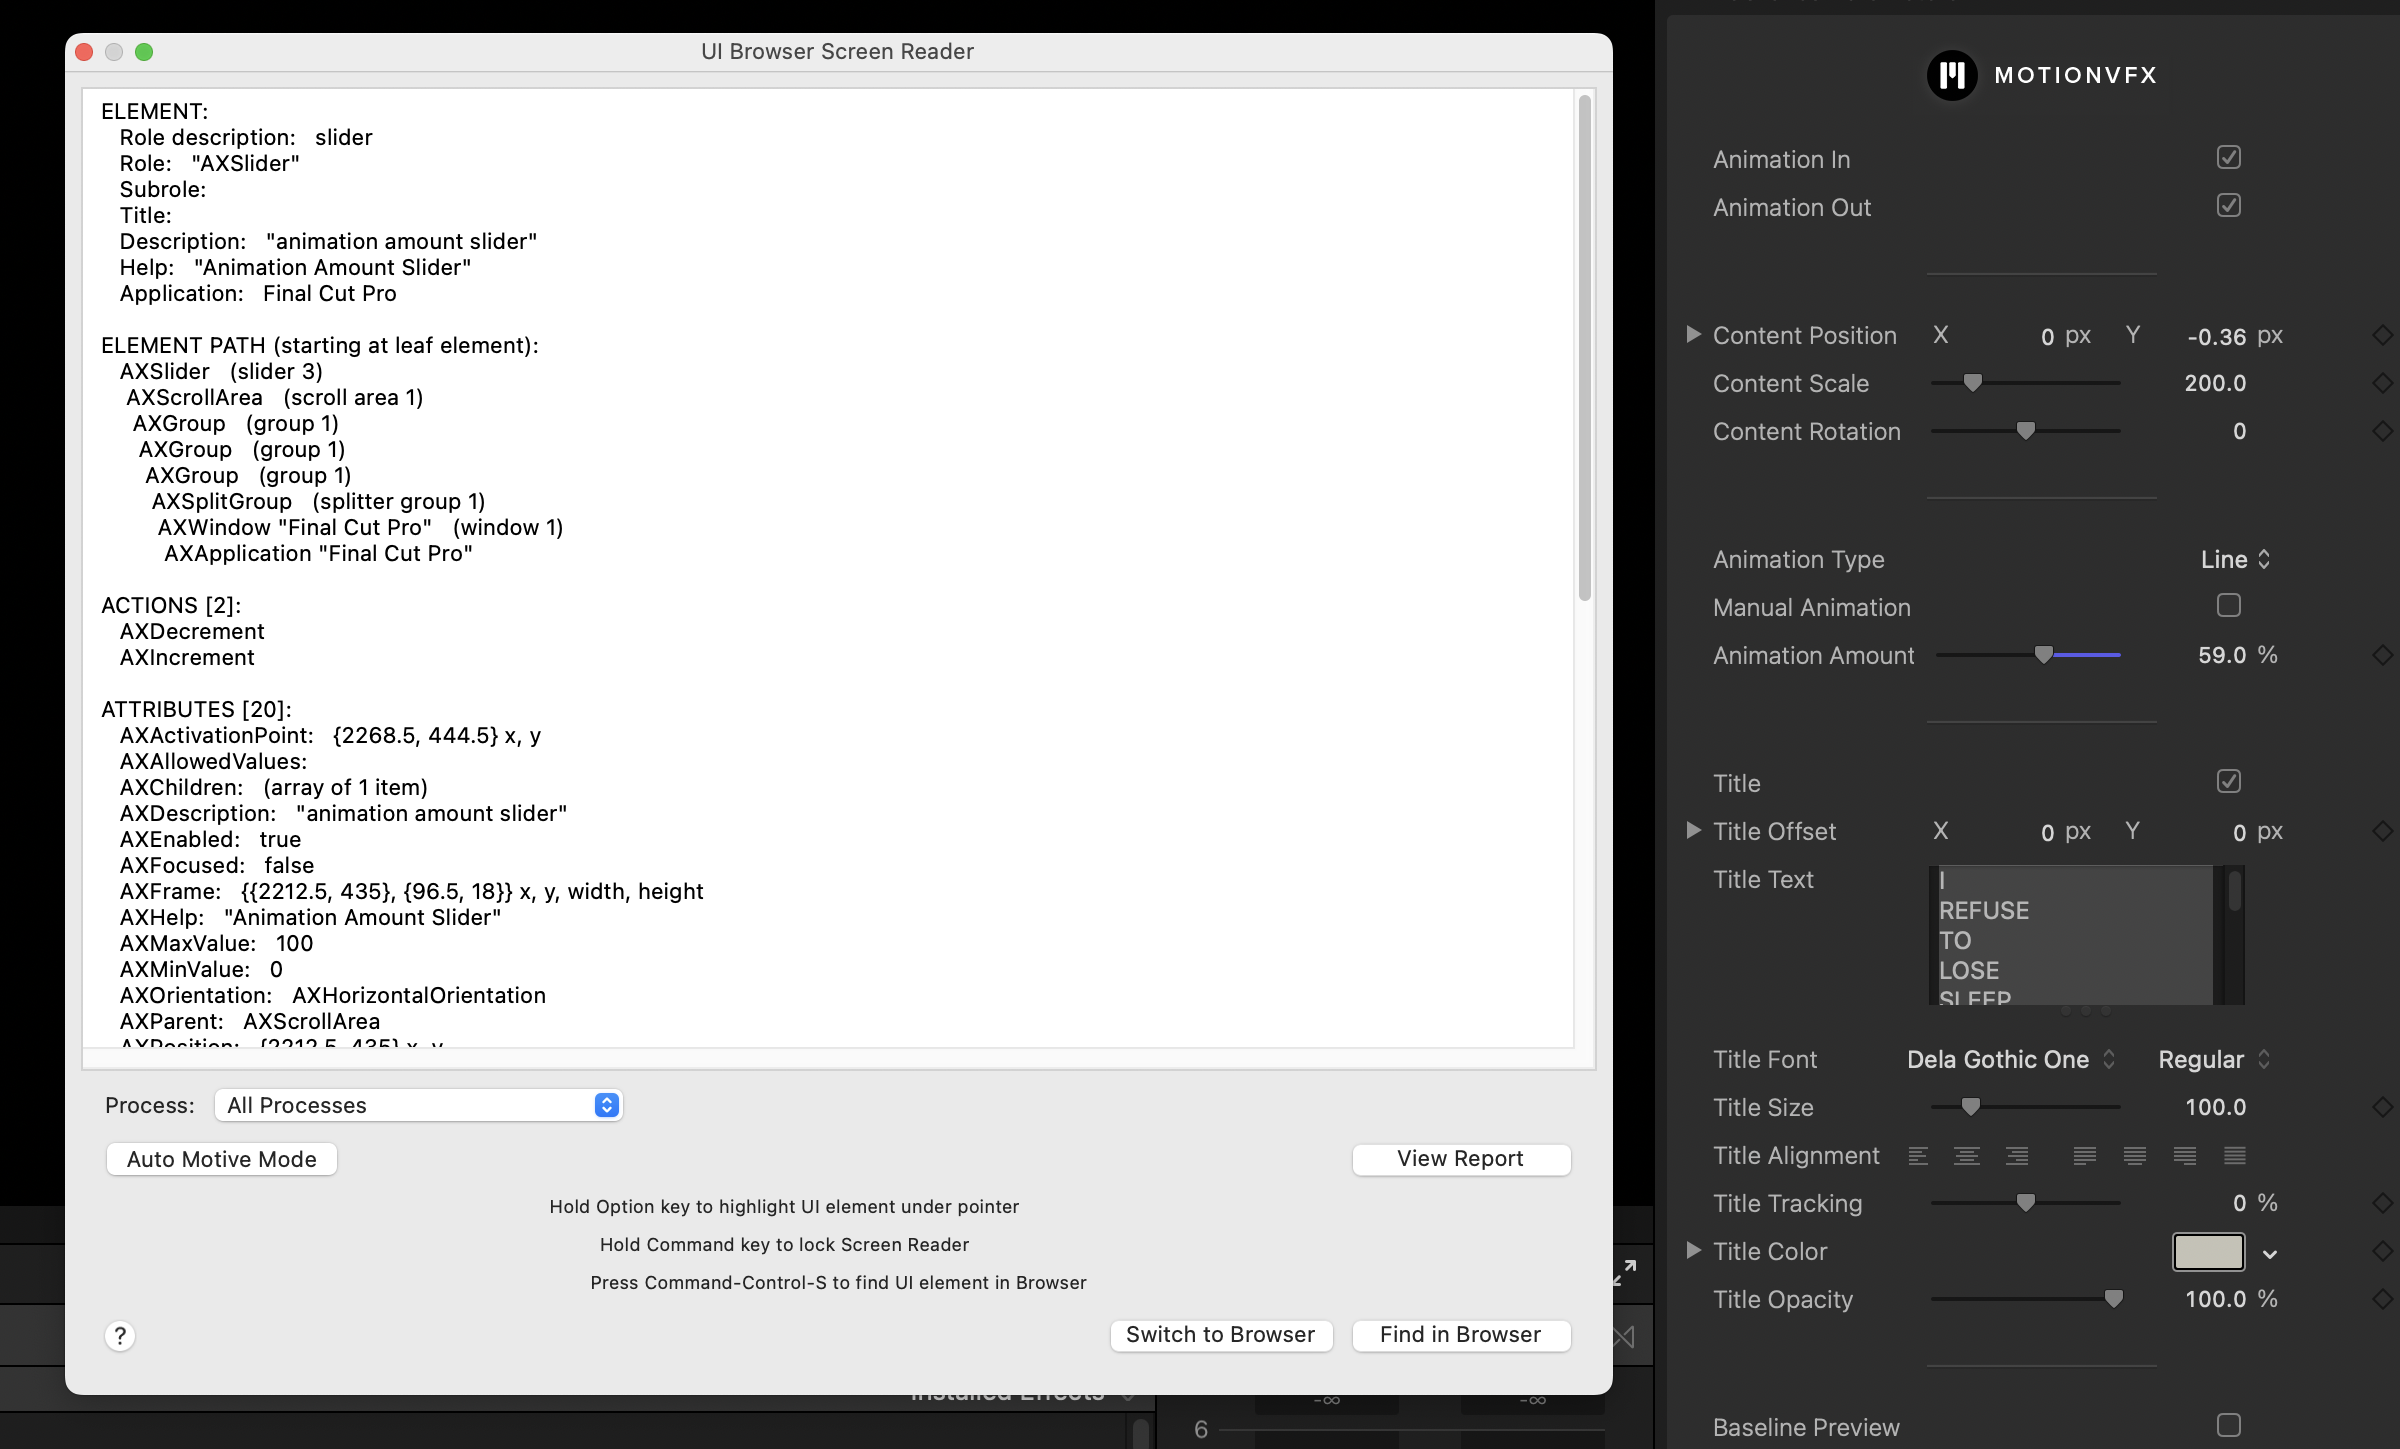 UI Browser Screen Reader
ELEMENT:
Role description: slider
Role: "AXSlider"
Subrole:
Title:
Description: "animation amount slider"
Help: "Animation Amount Slider"
Application: Final Cut Pro
ELEMENT PATH (starting at leaf element):
AXSlider (slider 3)
AXScrollArea (scroll area 1)
AXGroup (group 1)
AXGroup (group 1)
AXGroup (group 1)
AXSplitGroup (splitter group 1)
AXWindow "Final Cut Pro" (window 1)
AXApplication "Final Cut Pro"
ACTIONS [2]:
AXDecrement
AXIncrement
ATTRIBUTES [20]:
AXActivationPoint: {2268.5, 444.5} x, y
AXAllowedValues:
AXChildren: (array of 1 item)
AXDescription: "animation amount slider"
AXEnabled: true
AXFocused: false
AXFrame: {{2212.5, 435}, {96.5, 18}} x, y, width, height
AXHelp: "Animation Amount Slider"
AXMaxValue: 100
AXMinValue: 0
AXOrientation: AXHorizontalOrientation
AXParent: AXScrollArea
AXPosition: {2212.5, 435} x, y
Process: All Processes
Auto Motive Mode
View Report
Hold Option key to highlight UI element under pointer
Hold Command key to lock Screen Reader
Press Command-Control-S to find UI element in Browser
?
Switch to Browser
Find in Browser
Installed Effects
-∞ -∞
6
MOTIONVFX
Animation In
Animation Out
Content Position X 0 px Y -0.36 px
Content Scale 200.0
Content Rotation 0
Animation Type Line
Manual Animation
Animation Amount 59.0 %
Title
Title Offset X 0 px Y 0 px
Title Text
I
REFUSE
TO
LOSE
SLEEP
Title Font Dela Gothic One Regular
Title Size 100.0
Title Alignment
Title Tracking 0 %
Title Color
Title Opacity 100.0 %
Baseline Preview